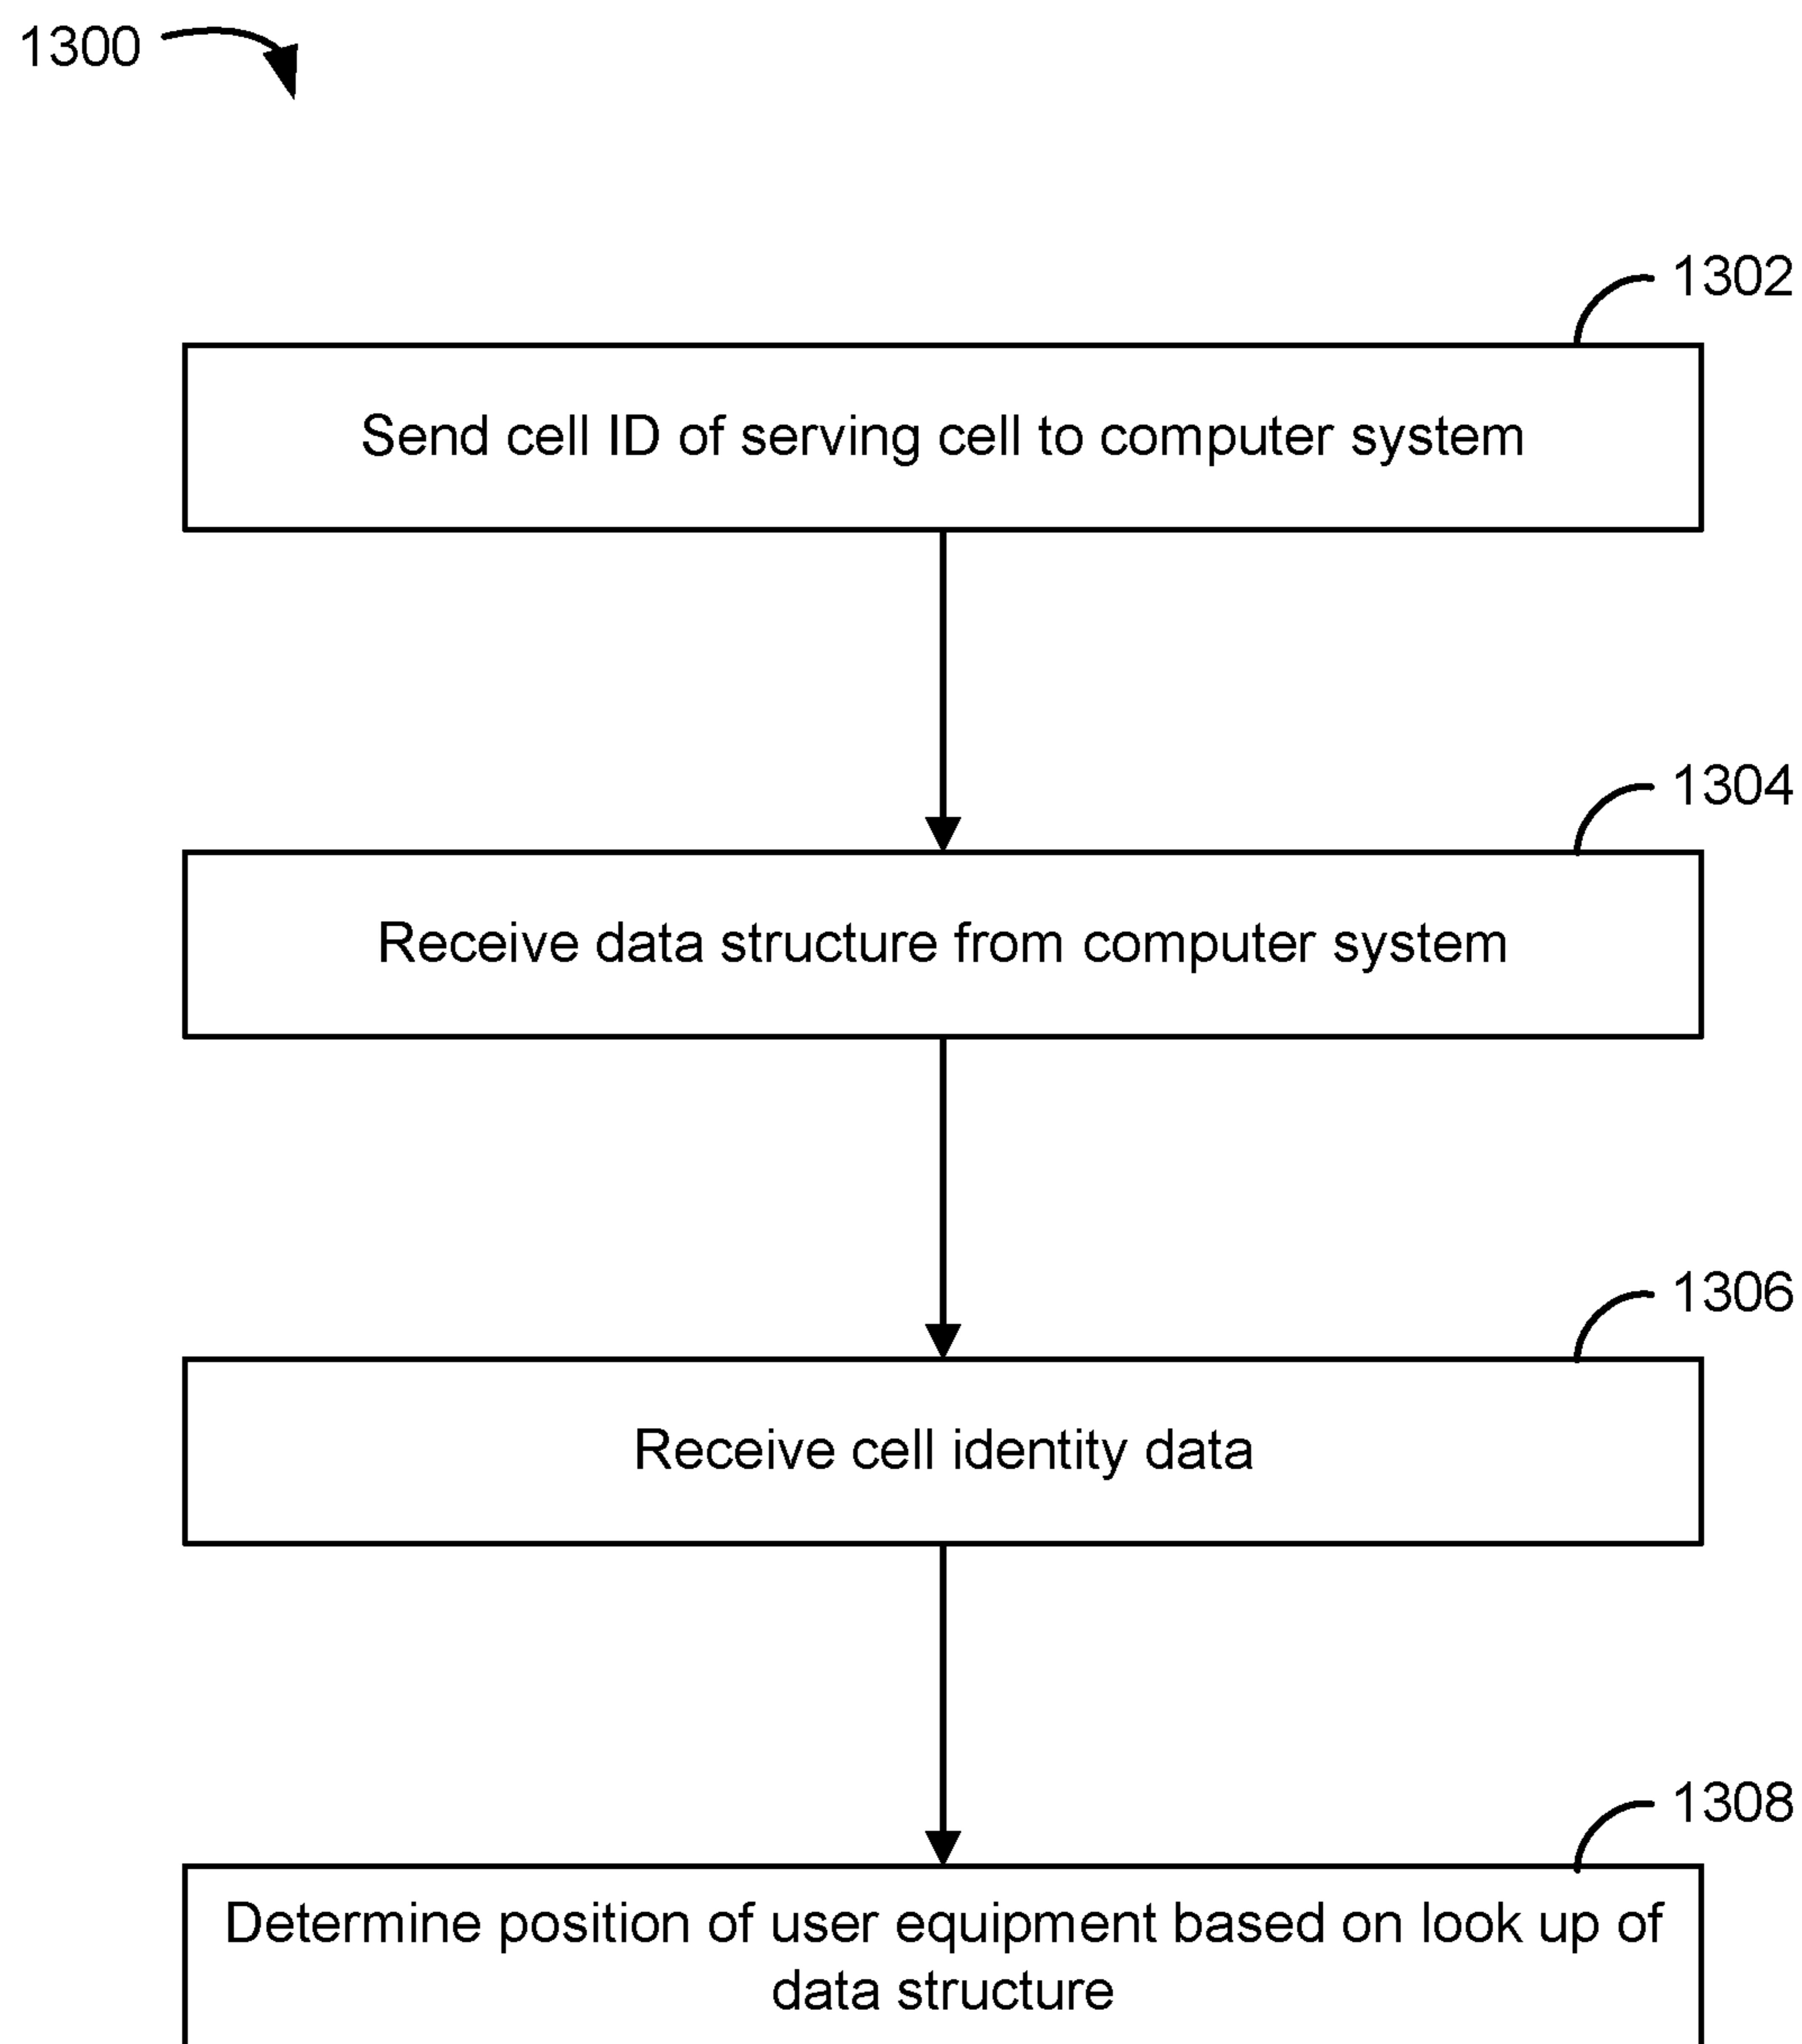 1300
1302
Send cell ID of serving cell to computer system
1304
Receive data structure from computer system
1306
Receive cell identity data
1308
Determine position of user equipment based on look up of
data structure